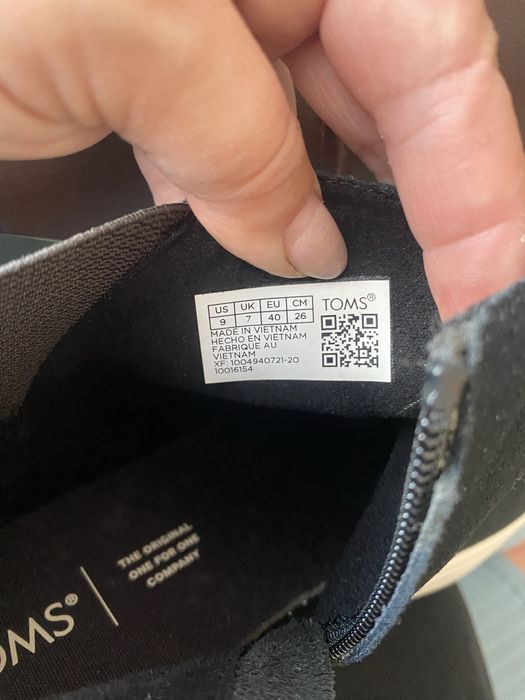 US UK EU CM
9 7 40 26
TOMS®
MADE IN VIETNAM
HECHO EN VIETNAM
FABRIQUE AU
VIETNAM
XF: 1004940721-20
10016154
THE ORIGINAL
ONE FOR ONE
COMPANY
OMS®